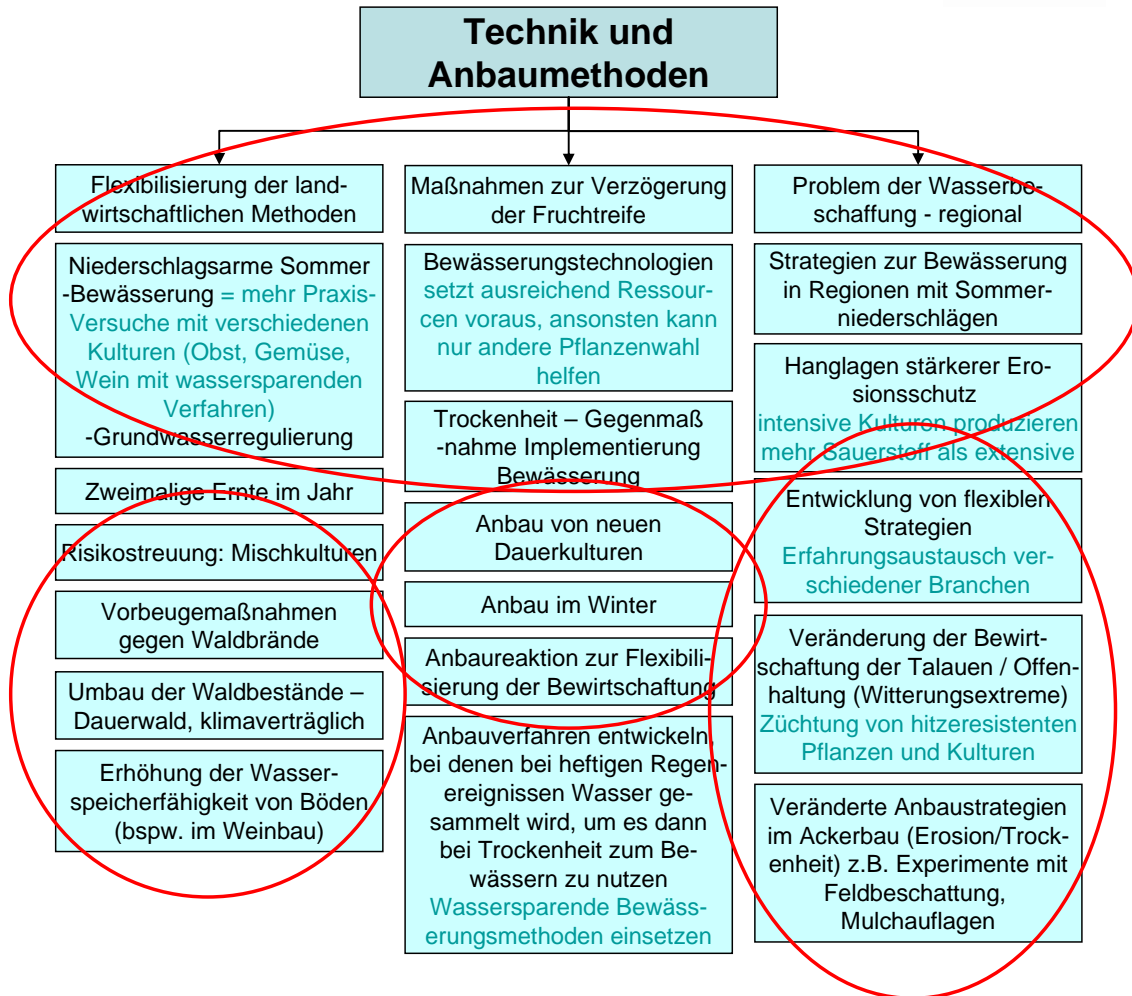 Technik und
Anbaumethoden
Flexibilisierung der land-
wirtschaftlichen Methoden
Niederschlagsarme Sommer
-Bewässerung = mehr Praxis-
Versuche mit verschiedenen
Kulturen (Obst, Gemüse,
Wein mit wassersparenden
Verfahren)
-Grundwasserregulierung
Zweimalige Ernte im Jahr
Risikostreuung: Mischkulturen
Vorbeugemaßnahmen
gegen Waldbrände
Umbau der Waldbestände –
Dauerwald, klimaverträglich
Erhöhung der Wasser-
speicherfähigkeit von Böden
(bspw. im Weinbau)
Maßnahmen zur Verzögerung
der Fruchtreife
Bewässerungstechnologien
setzt ausreichend Ressour-
cen voraus, ansonsten kann
nur andere Pflanzenwahl
helfen
Trockenheit – Gegenmaß
-nahme Implementierung
Bewässerung
Anbau von neuen
Dauerkulturen
Anbau im Winter
Anbaureaktion zur Flexibili-
sierung der Bewirtschaftung
Anbauverfahren entwickeln,
bei denen bei heftigen Regen-
ereignissen Wasser ge-
sammelt wird, um es dann
bei Trockenheit zum Be-
wässern zu nutzen
Wassersparende Bewäss-
erungsmethoden einsetzen
Problem der Wasserbe-
schaffung - regional
Strategien zur Bewässerung
in Regionen mit Sommer-
niederschlägen
Hanglagen stärkerer Ero-
sionsschutz
intensive Kulturen produzieren
mehr Sauerstoff als extensive
Entwicklung von flexiblen
Strategien
Erfahrungsaustausch ver-
schiedener Branchen
Veränderung der Bewirt-
schaftung der Talauen / Offen-
haltung (Witterungsextreme)
Züchtung von hitzeresistenten
Pflanzen und Kulturen
Veränderte Anbaustrategien
im Ackerbau (Erosion/Trock-
enheit) z.B. Experimente mit
Feldbeschattung,
Mulchauflagen